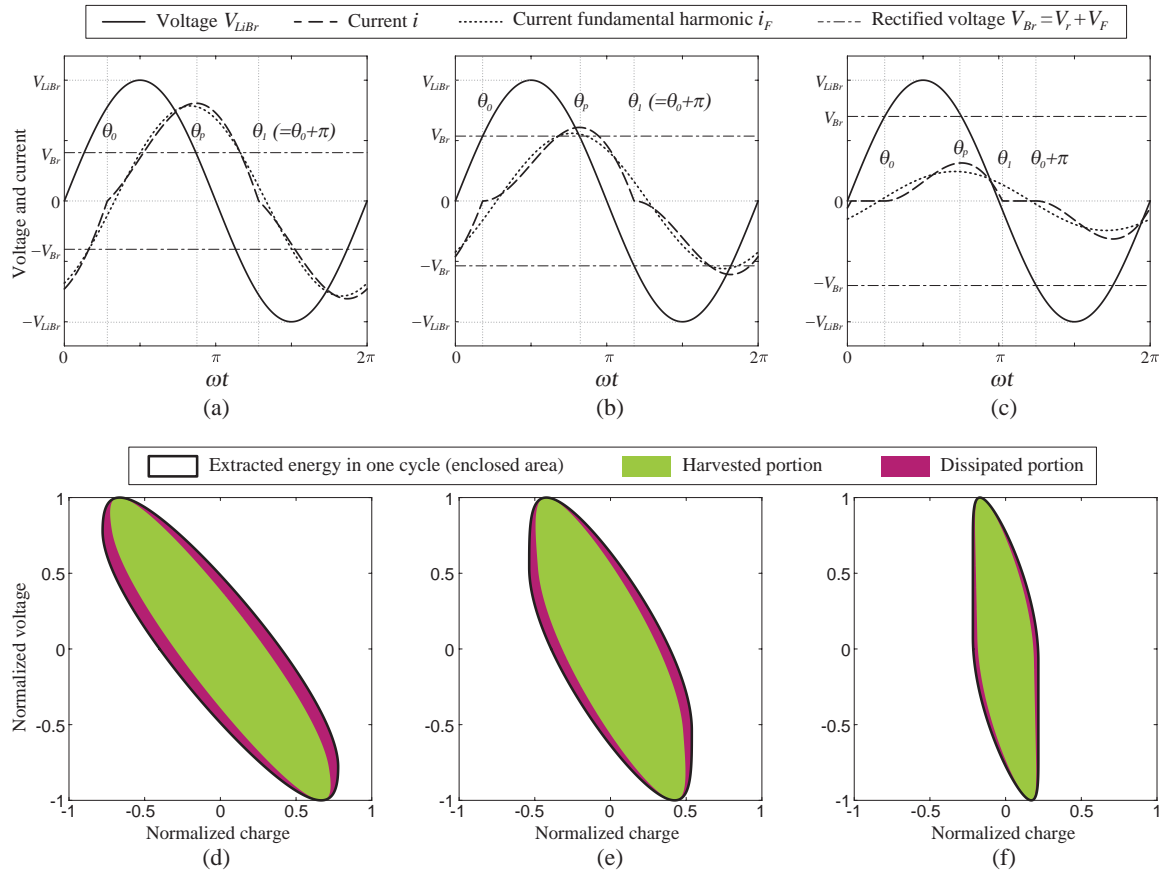 Voltage V_LiBr Current i Current fundamental harmonic i_F Rectified voltage V_Br=V_r+V_F
Voltage and current
V_LiBr
V_Br
0
−V_Br
−V_LiBr
θ_0
θ_p
θ_1 (=θ_0+π)
0
π
2π
ωt
(a)
V_LiBr
V_Br
0
−V_Br
−V_LiBr
θ_0
θ_p
θ_1 (=θ_0+π)
0
π
2π
ωt
(b)
V_LiBr
V_Br
0
−V_Br
−V_LiBr
θ_0
θ_p
θ_1
θ_0+π
0
π
2π
ωt
(c)
Extracted energy in one cycle (enclosed area) Harvested portion Dissipated portion
Normalized voltage
1
0.5
0
-0.5
-1
-1 -0.5 0 0.5 1
Normalized charge
(d)
1
0.5
0
-0.5
-1
-1 -0.5 0 0.5 1
Normalized charge
(e)
1
0.5
0
-0.5
-1
-1 -0.5 0 0.5 1
Normalized charge
(f)